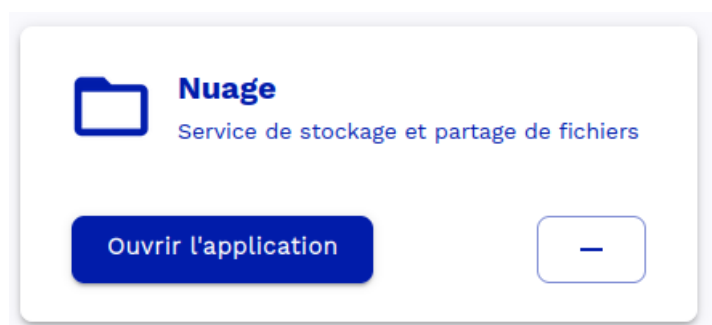 Nuage
Service de stockage et partage de fichiers
Ouvrir l'application